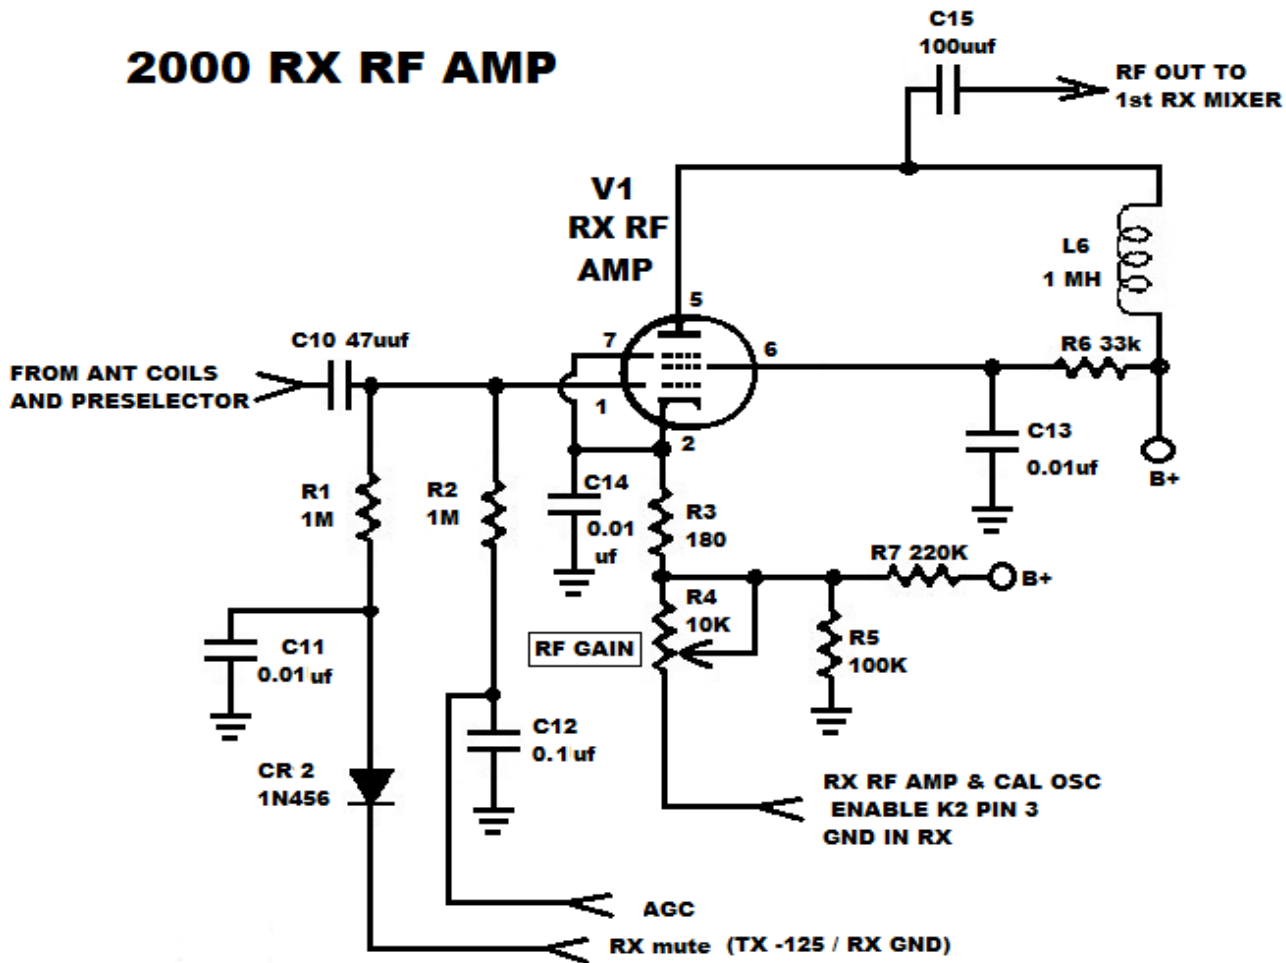 2000 RX RF AMP
C15
100uuf
RF OUT TO
1st RX MIXER
V1
RX RF
AMP
L6
1 MH
5
7
6
1
2
C10 47uuf
R6 33k
FROM ANT COILS
AND PRESELECTOR
C13
0.01uf
B+
R1
1M
R2
1M
C14
0.01
uf
R3
180
R7 220K
B+
R4
10K
RF GAIN
R5
100K
C11
0.01 uf
C12
0.1 uf
CR 2
1N456
RX RF AMP & CAL OSC
ENABLE K2 PIN 3
GND IN RX
AGC
RX mute (TX -125 / RX GND)